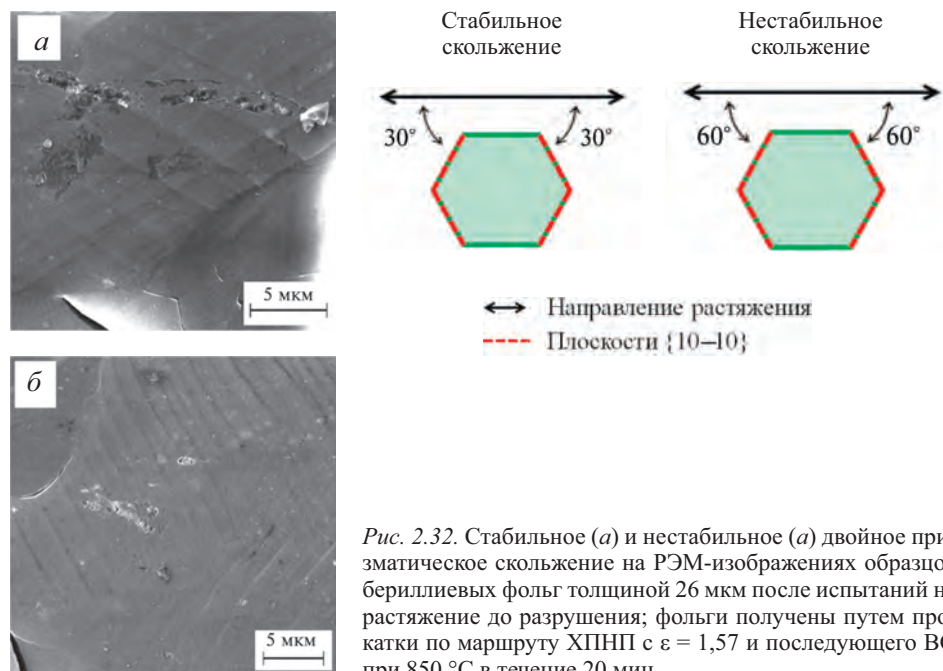 а
5 мкм
б
5 мкм
Стабильное
скольжение
30°
30°
Нестабильное
скольжение
60°
60°
Направление растяжения
Плоскости {10–10}
Рис. 2.32. Стабильное (а) и нестабильное (а) двойное при
зматическое скольжение на РЭМ-изображениях образцо
бериллиевых фольг толщиной 26 мкм после испытаний н
растяжение до разрушения; фольги получены путем про
катки по маршруту ХПНП с ε = 1,57 и последующего ВО
при 850 °С в течение 20 мин